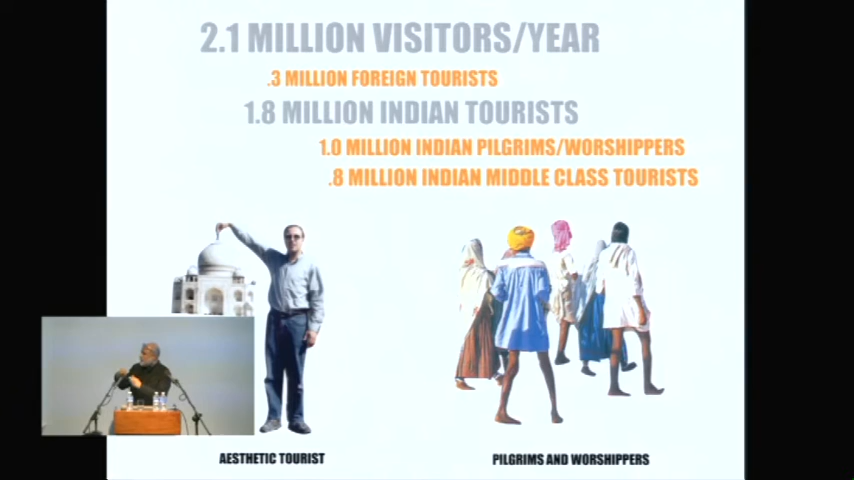 2.1 MILLION VISITORS/YEAR
.3 MILLION FOREIGN TOURISTS
1.8 MILLION INDIAN TOURISTS
1.0 MILLION INDIAN PILGRIMS/WORSHIPPERS
.8 MILLION INDIAN MIDDLE CLASS TOURISTS
AESTHETIC TOURIST
PILGRIMS AND WORSHIPPERS